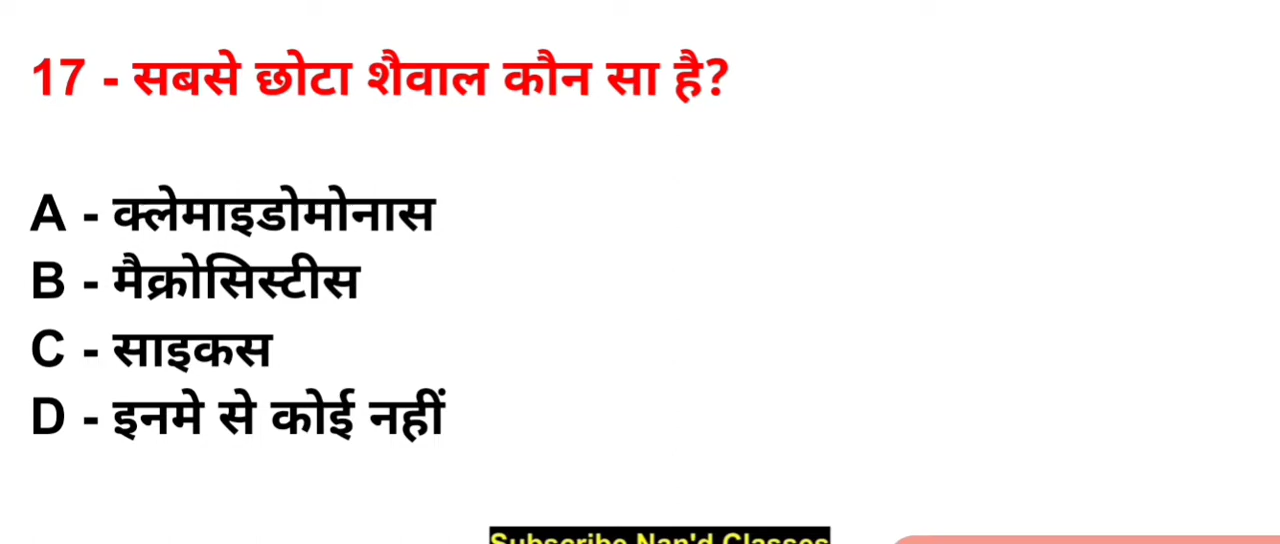 17 - सबसे छोटा शैवाल कौन सा है?
A - क्लेमाइडोमोनास
B - मैक्रोसिस्टीस
C - साइकस
D - इनमे से कोई नहीं
Subscribe Nan'd Classes